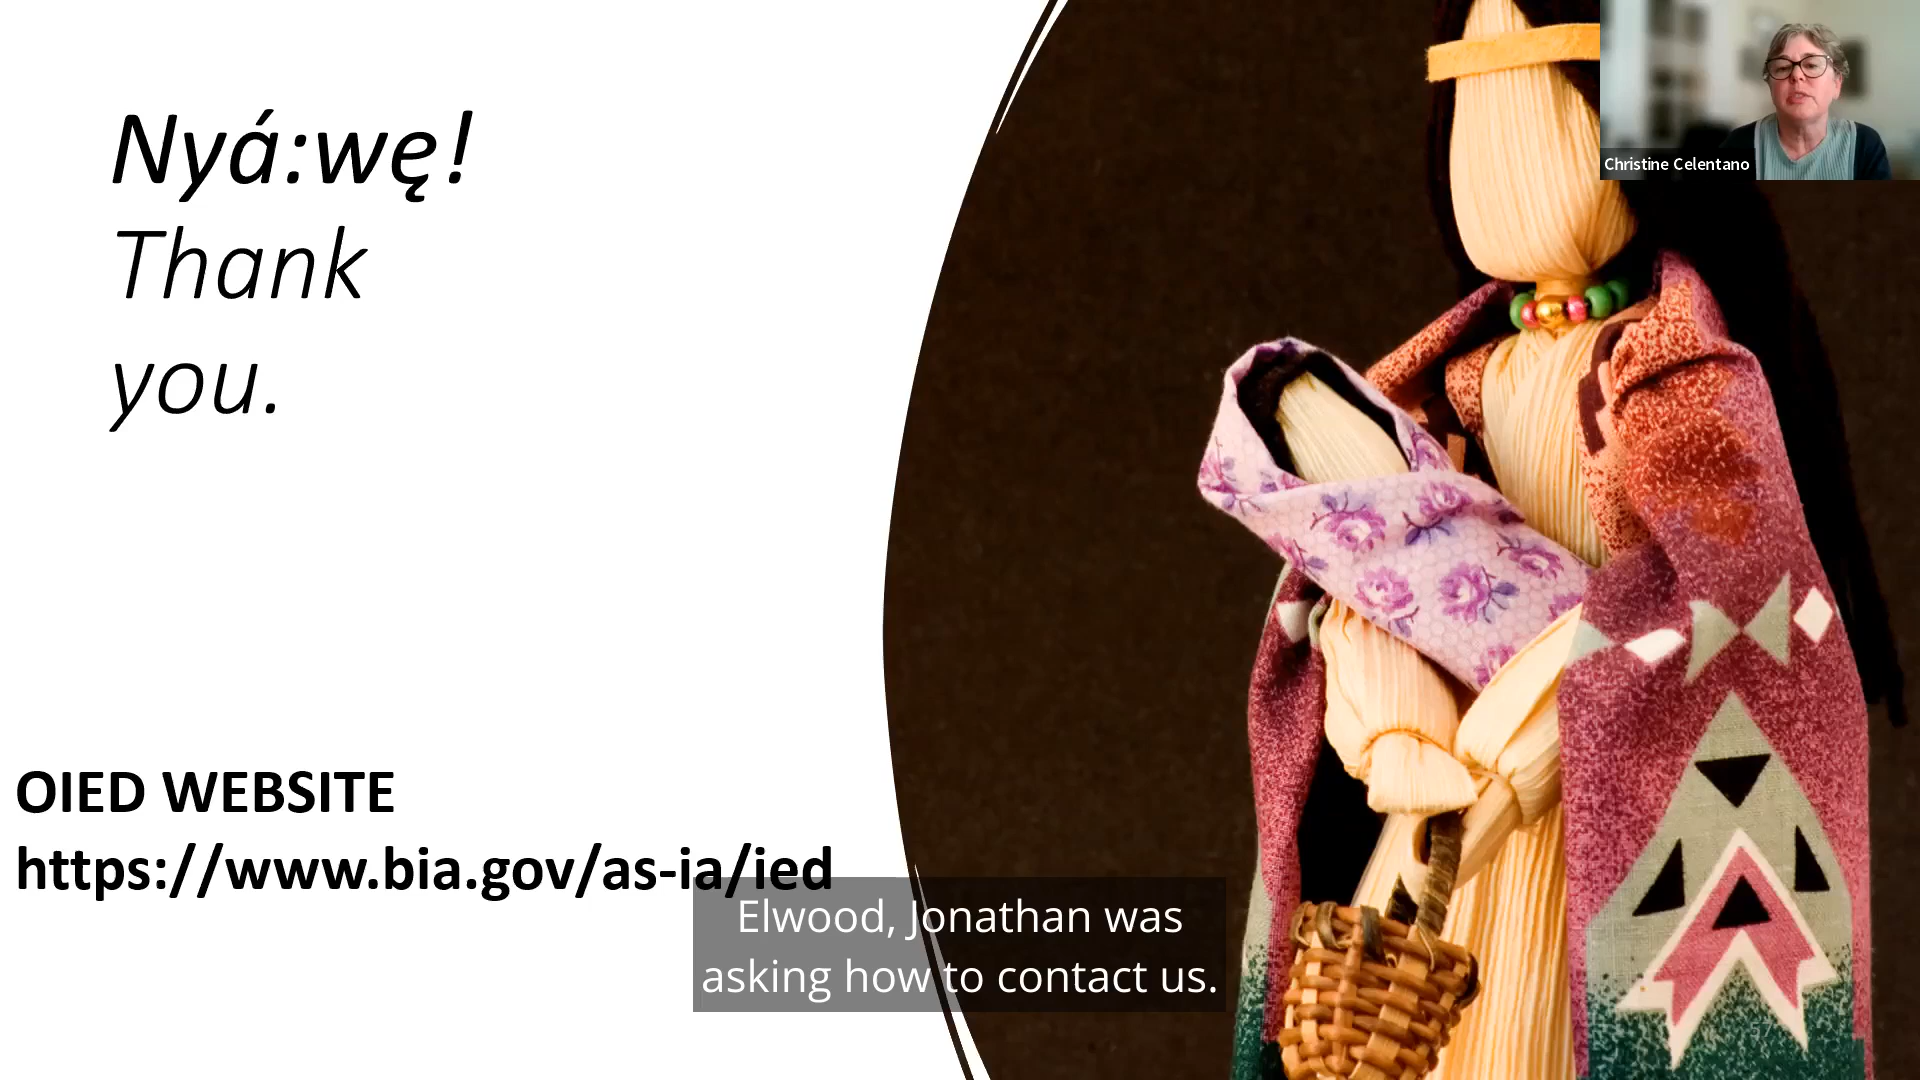 Nyá:wę!
Thank
you.
Christine Celentano
OIED WEBSITE
https://www.bia.gov/as-ia/ied
Elwood, Jonathan was
asking how to contact us.
57